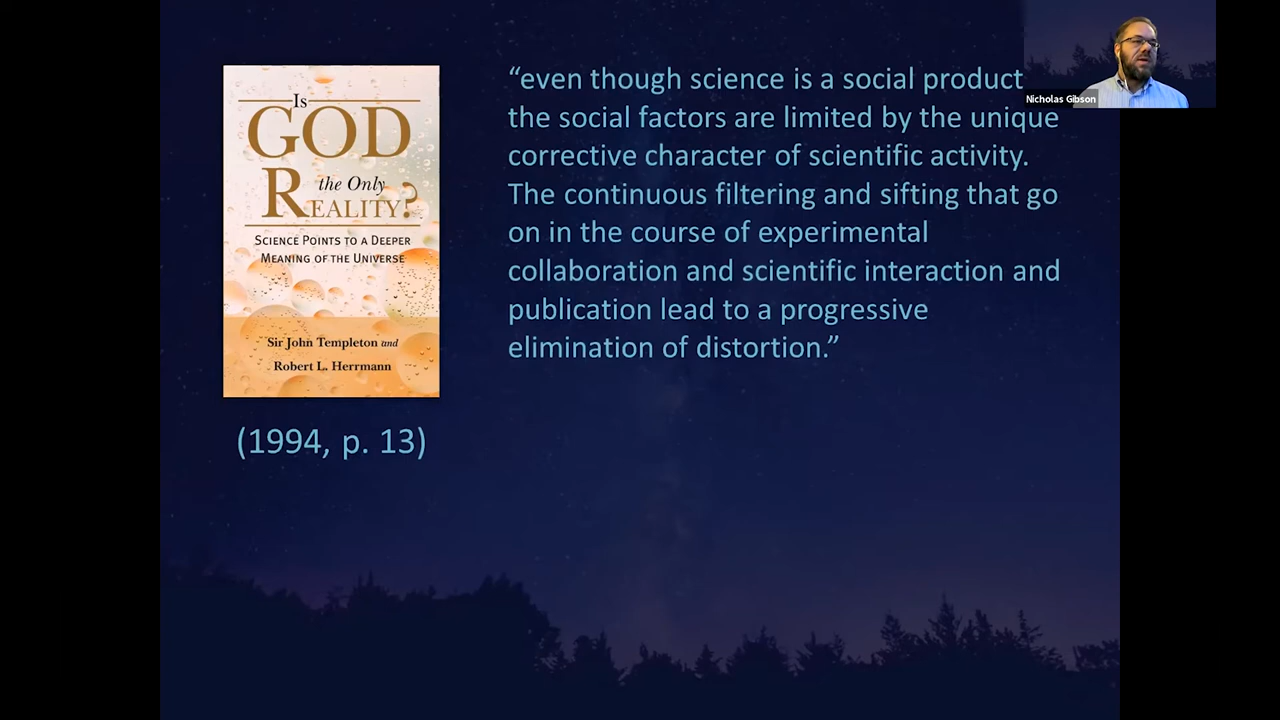 Is
GOD
the Only
REALITY?
SCIENCE POINTS TO A DEEPER
MEANING OF THE UNIVERSE
Sir John Templeton and
Robert L. Herrmann
(1994, p. 13)
“even though science is a social product
the social factors are limited by the unique
corrective character of scientific activity.
The continuous filtering and sifting that go
on in the course of experimental
collaboration and scientific interaction and
publication lead to a progressive
elimination of distortion.”
Nicholas Gibson